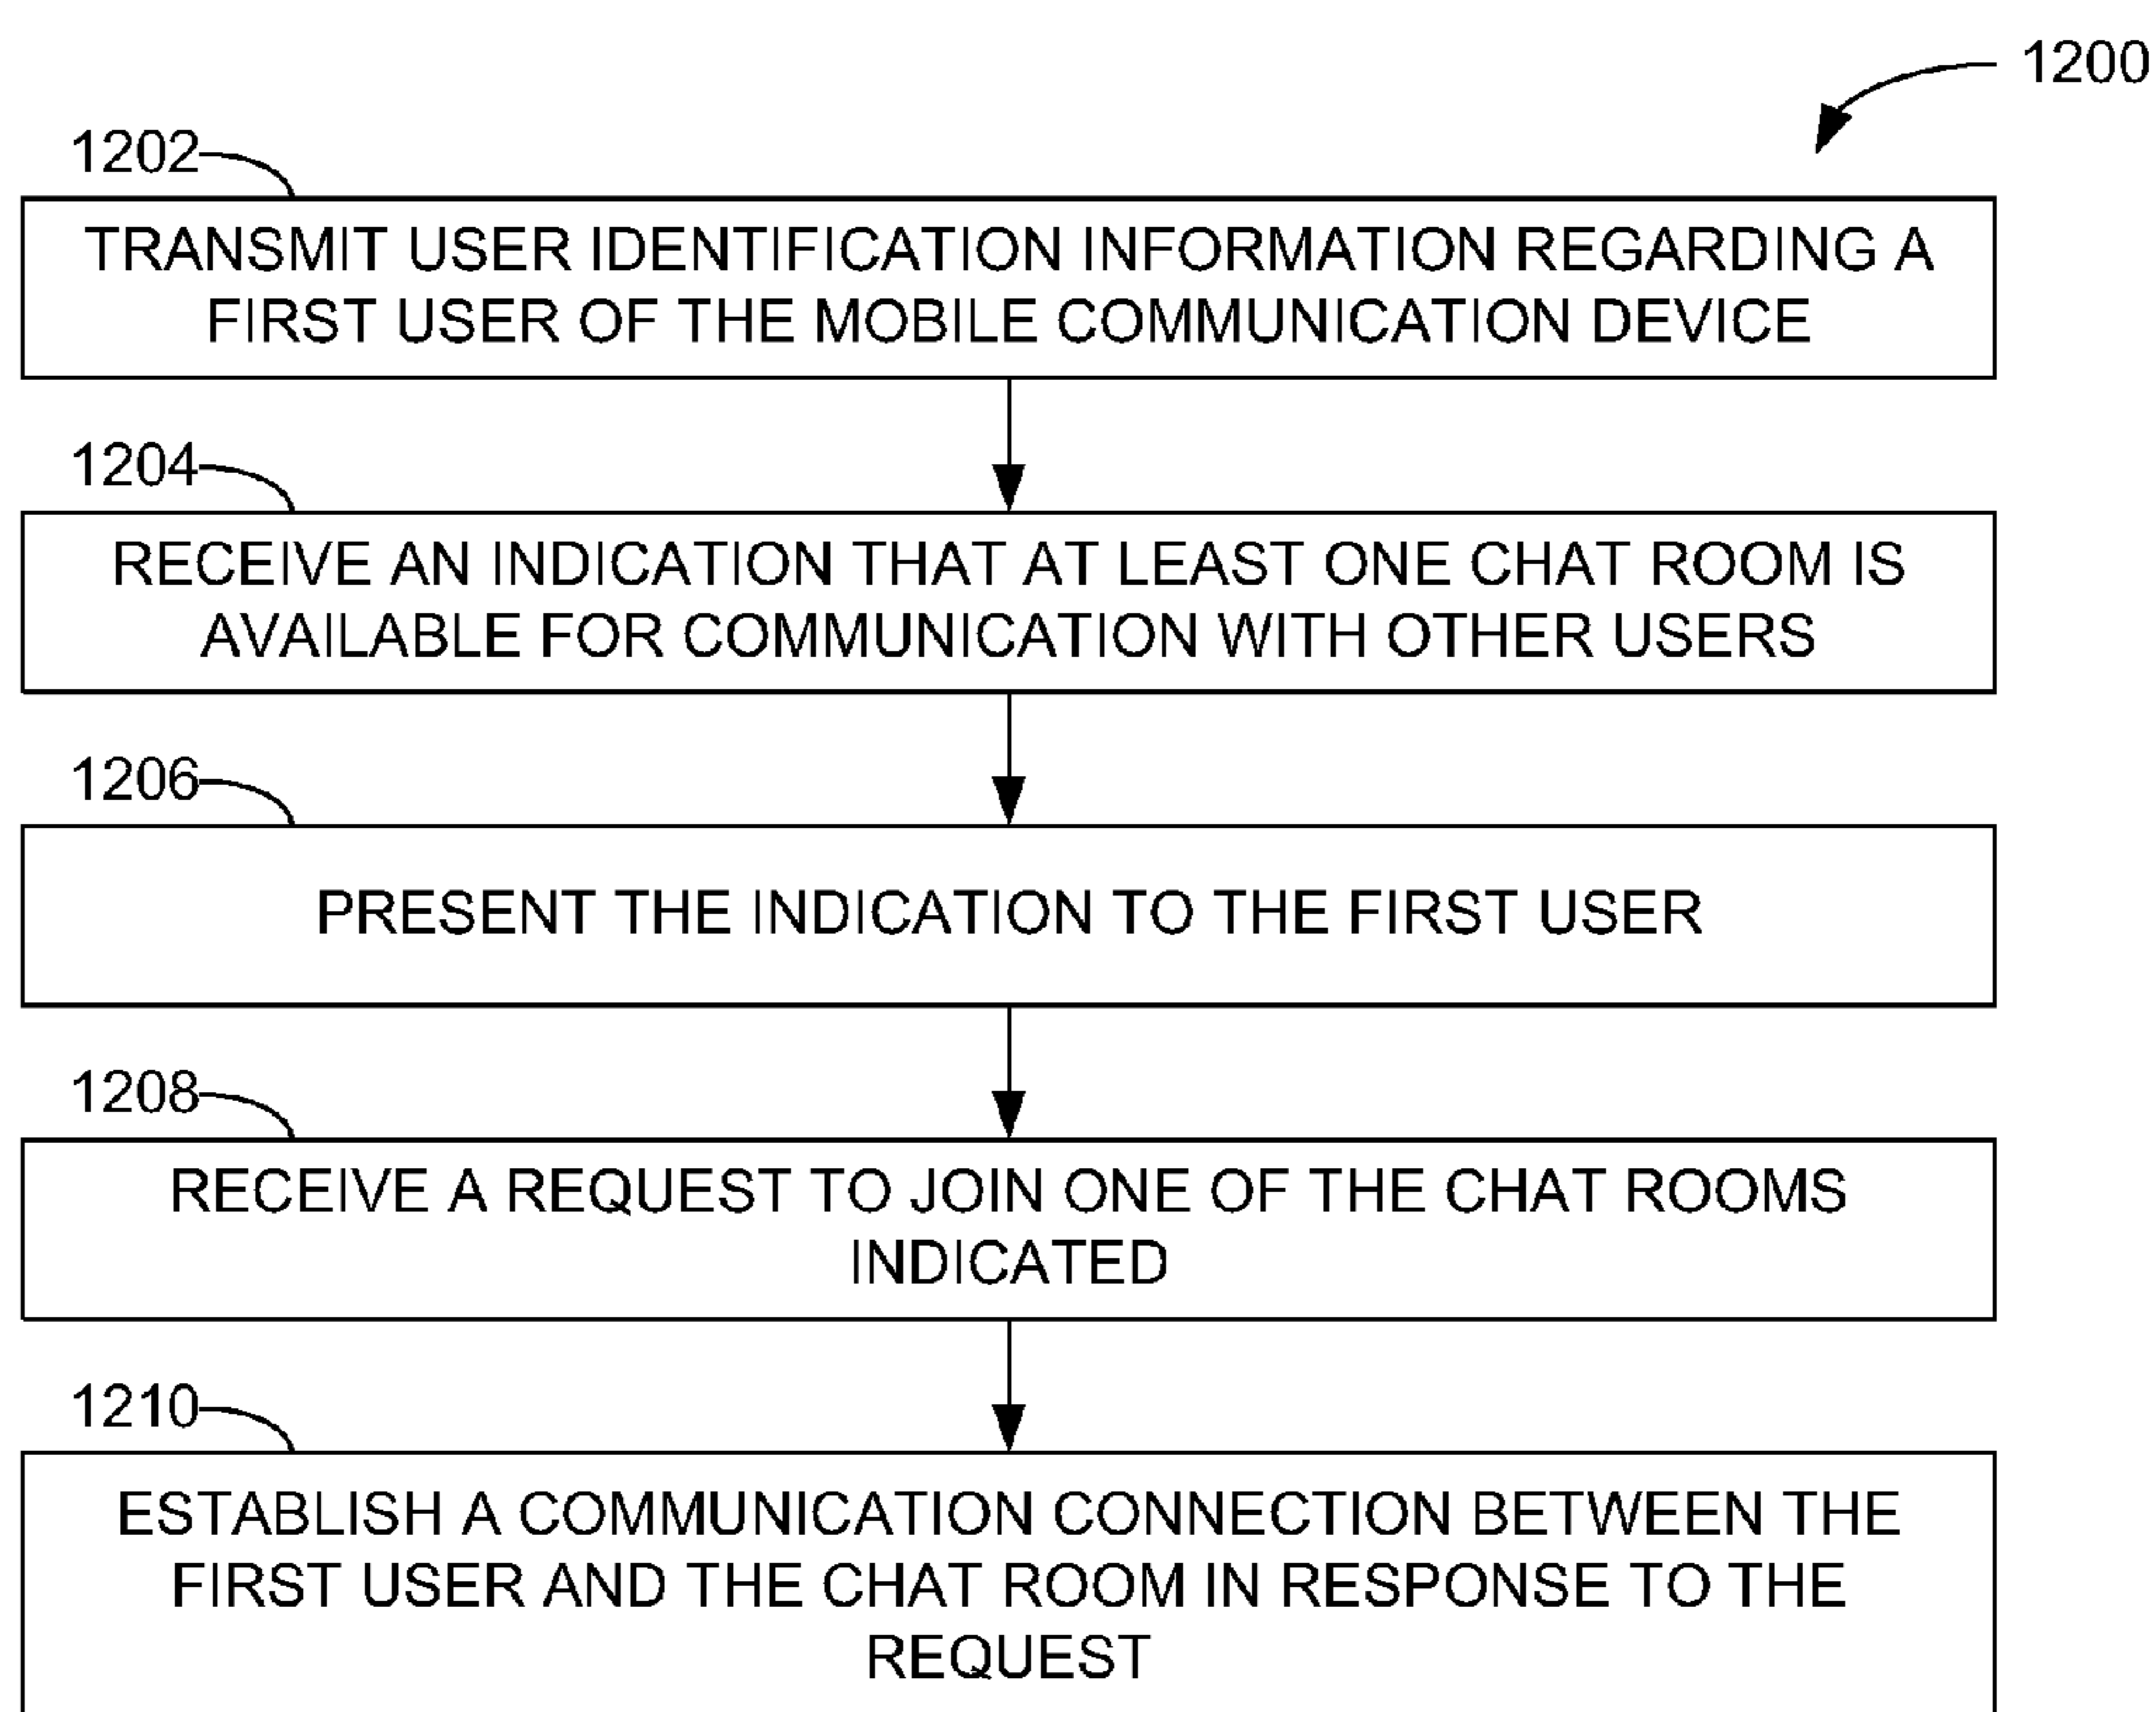 1200
1202
TRANSMIT USER IDENTIFICATION INFORMATION REGARDING A
FIRST USER OF THE MOBILE COMMUNICATION DEVICE
1204
RECEIVE AN INDICATION THAT AT LEAST ONE CHAT ROOM IS
AVAILABLE FOR COMMUNICATION WITH OTHER USERS
1206
PRESENT THE INDICATION TO THE FIRST USER
1208
RECEIVE A REQUEST TO JOIN ONE OF THE CHAT ROOMS
INDICATED
1210
ESTABLISH A COMMUNICATION CONNECTION BETWEEN THE
FIRST USER AND THE CHAT ROOM IN RESPONSE TO THE
REQUEST